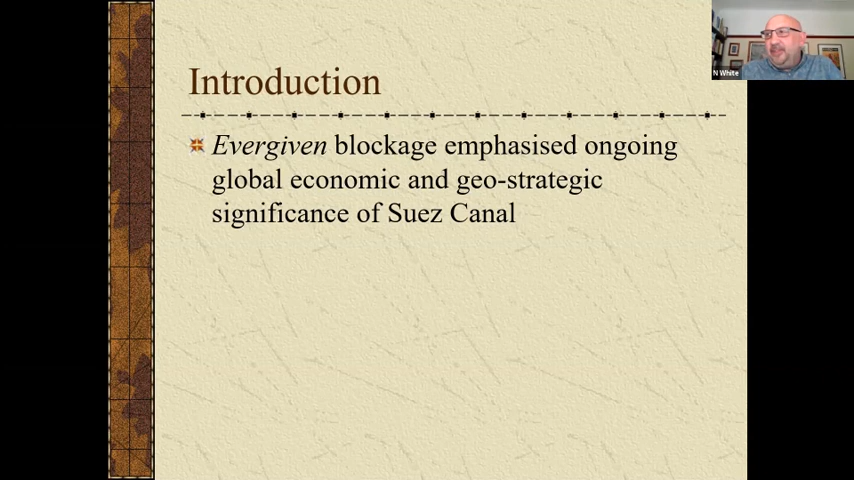 Introduction
Evergiven blockage emphasised ongoing
global economic and geo-strategic
significance of Suez Canal
N White